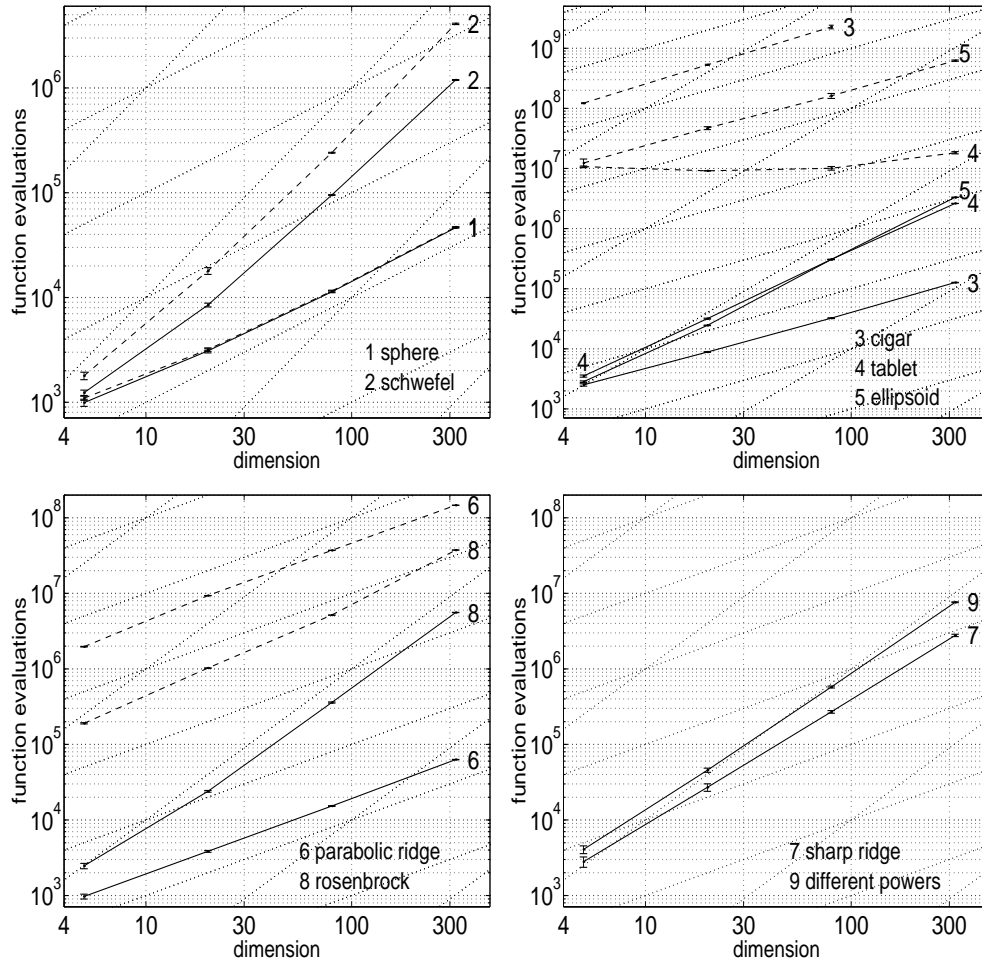 2
2
1
10^6
10^5
10^4
10^3
function evaluations
1 sphere
2 schwefel
4 10 30 100 300
dimension
3
5
4
5
4
3
4
10^9
10^8
10^7
10^6
10^5
10^4
10^3
function evaluations
3 cigar
4 tablet
5 ellipsoid
4 10 30 100 300
dimension
6
8
8
6
10^8
10^7
10^6
10^5
10^4
10^3
function evaluations
6 parabolic ridge
8 rosenbrock
4 10 30 100 300
dimension
9
7
10^8
10^7
10^6
10^5
10^4
10^3
function evaluations
7 sharp ridge
9 different powers
4 10 30 100 300
dimension